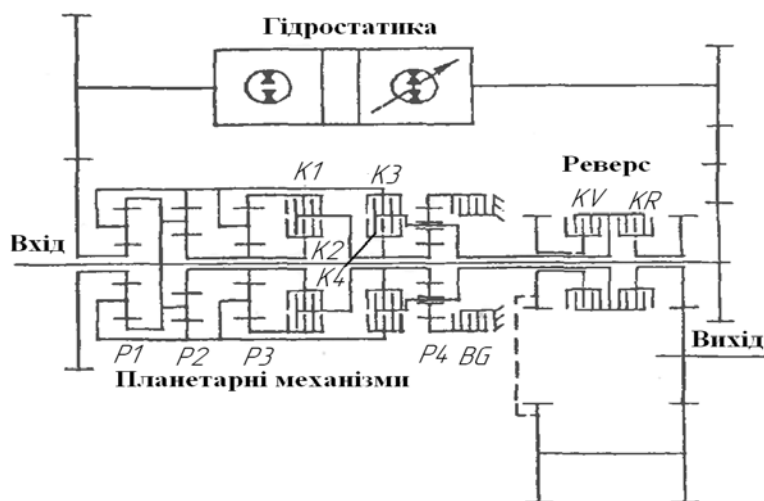 Гідростатика
K1
K3
Реверс
KV
KR
Вхід
K2
K4
Вихід
P1
P2
P3
P4
BG
Планетарні механізми